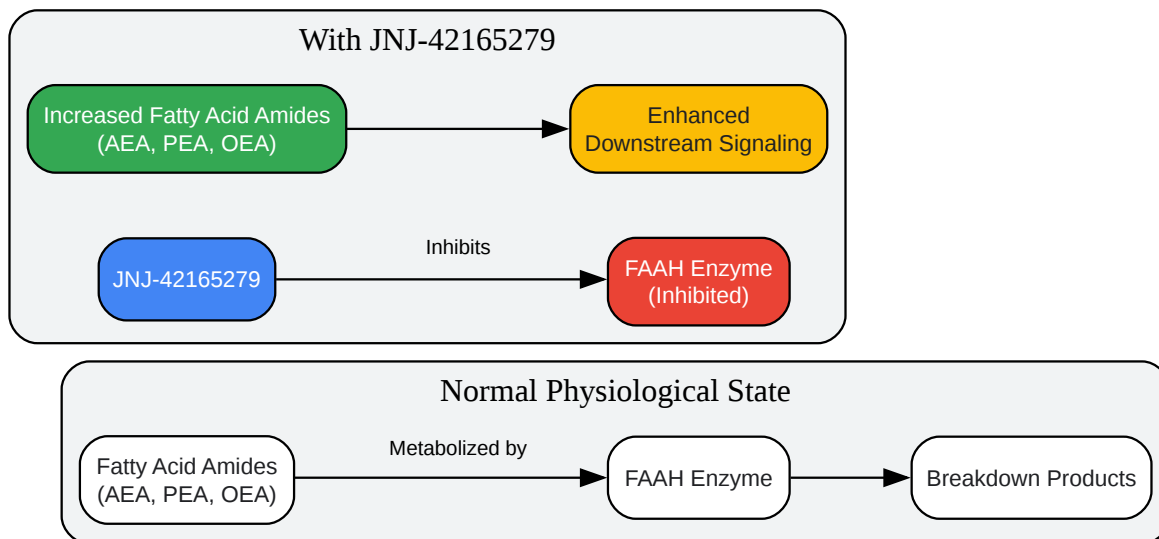 With JNJ-42165279
Increased Fatty Acid Amides
(AEA, PEA, OEA)
Enhanced
Downstream Signaling
JNJ-42165279
Inhibits
FAAH Enzyme
(Inhibited)
Normal Physiological State
Fatty Acid Amides
(AEA, PEA, OEA)
Metabolized by
FAAH Enzyme
Breakdown Products